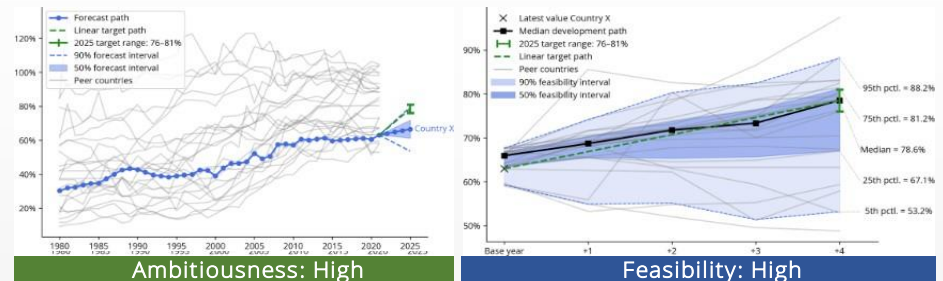 Forecast path
Linear target path
2025 target range: 76–81%
90% forecast interval
50% forecast interval
Peer countries
120%
100%
80%
60%
40%
20%
Country X
1980
1985
1990
1995
2000
2005
2010
2015
2020
2025
Ambitiousness: High
Latest value Country X
Median development path
2025 target range: 76–81%
Linear target path
Peer countries
90% feasibility interval
50% feasibility interval
90%
80%
70%
60%
50%
95th pctl. = 88.2%
75th pctl. = 81.2%
Median = 78.6%
25th pctl. = 67.1%
5th pctl. = 53.2%
Base year
+1
+2
+3
+4
Feasibility: High